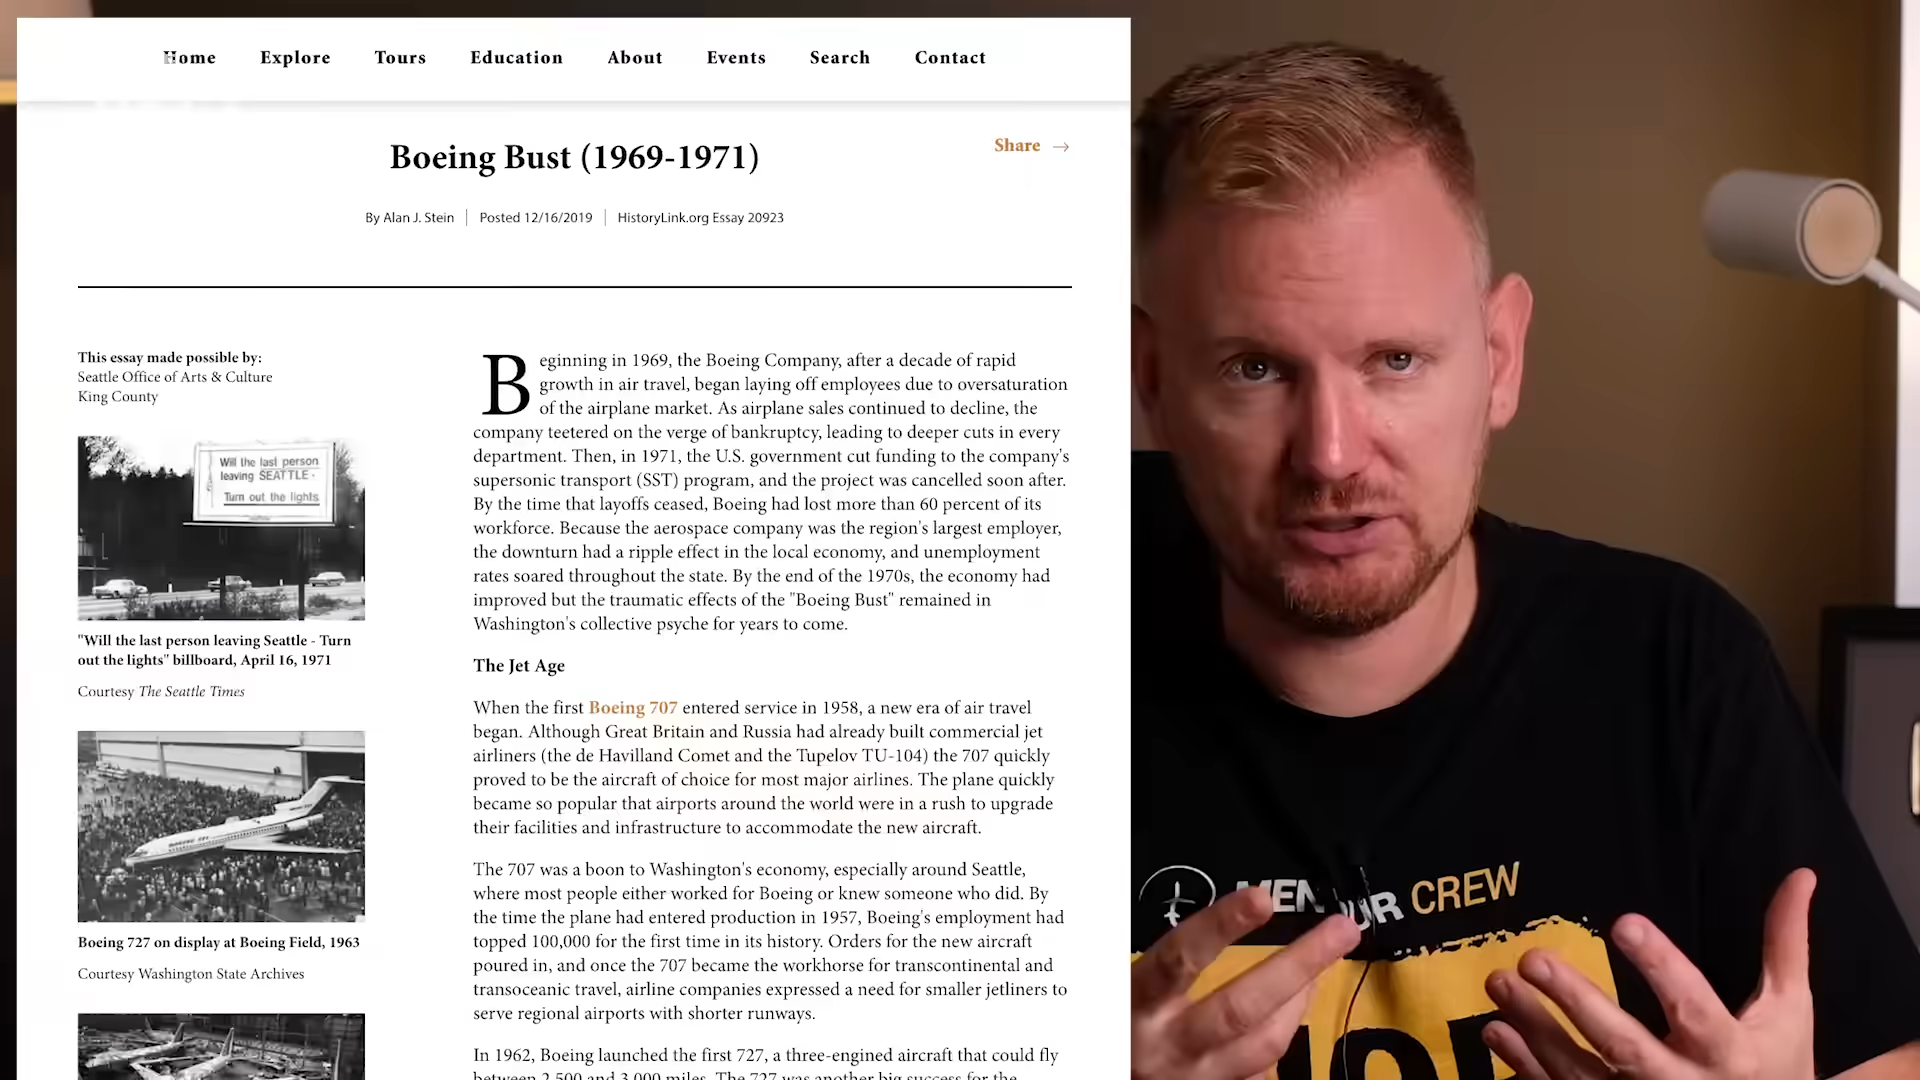 Home Explore Tours Education About Events Search Contact
Boeing Bust (1969-1971)
Share →
By Alan J. Stein | Posted 12/16/2019 | HistoryLink.org Essay 20923
This essay made possible by:
Seattle Office of Arts & Culture
King County
Will the last person
leaving SEATTLE -
Turn out the lights
"Will the last person leaving Seattle - Turn
out the lights" billboard, April 16, 1971
Courtesy The Seattle Times
Boeing 727 on display at Boeing Field, 1963
Courtesy Washington State Archives
Beginning in 1969, the Boeing Company, after a decade of rapid
growth in air travel, began laying off employees due to oversaturation
of the airplane market. As airplane sales continued to decline, the
company teetered on the verge of bankruptcy, leading to deeper cuts in every
department. Then, in 1971, the U.S. government cut funding to the company's
supersonic transport (SST) program, and the project was cancelled soon after.
By the time that layoffs ceased, Boeing had lost more than 60 percent of its
workforce. Because the aerospace company was the region's largest employer,
the downturn had a ripple effect in the local economy, and unemployment
rates soared throughout the state. By the end of the 1970s, the economy had
improved but the traumatic effects of the "Boeing Bust" remained in
Washington's collective psyche for years to come.
The Jet Age
When the first Boeing 707 entered service in 1958, a new era of air travel
began. Although Great Britain and Russia had already built commercial jet
airliners (the de Havilland Comet and the Tupelov TU-104) the 707 quickly
proved to be the aircraft of choice for most major airlines. The plane quickly
became so popular that airports around the world were in a rush to upgrade
their facilities and infrastructure to accommodate the new aircraft.
The 707 was a boon to Washington's economy, especially around Seattle,
where most people either worked for Boeing or knew someone who did. By
the time the plane had entered production in 1957, Boeing's employment had
topped 100,000 for the first time in its history. Orders for the new aircraft
poured in, and once the 707 became the workhorse for transcontinental and
transoceanic travel, airline companies expressed a need for smaller jetliners to
serve regional airports with shorter runways.
In 1962, Boeing launched the first 727, a three-engined aircraft that could fly
between 2,500 and 3,000 miles. The 727 was another big success for the
CREW